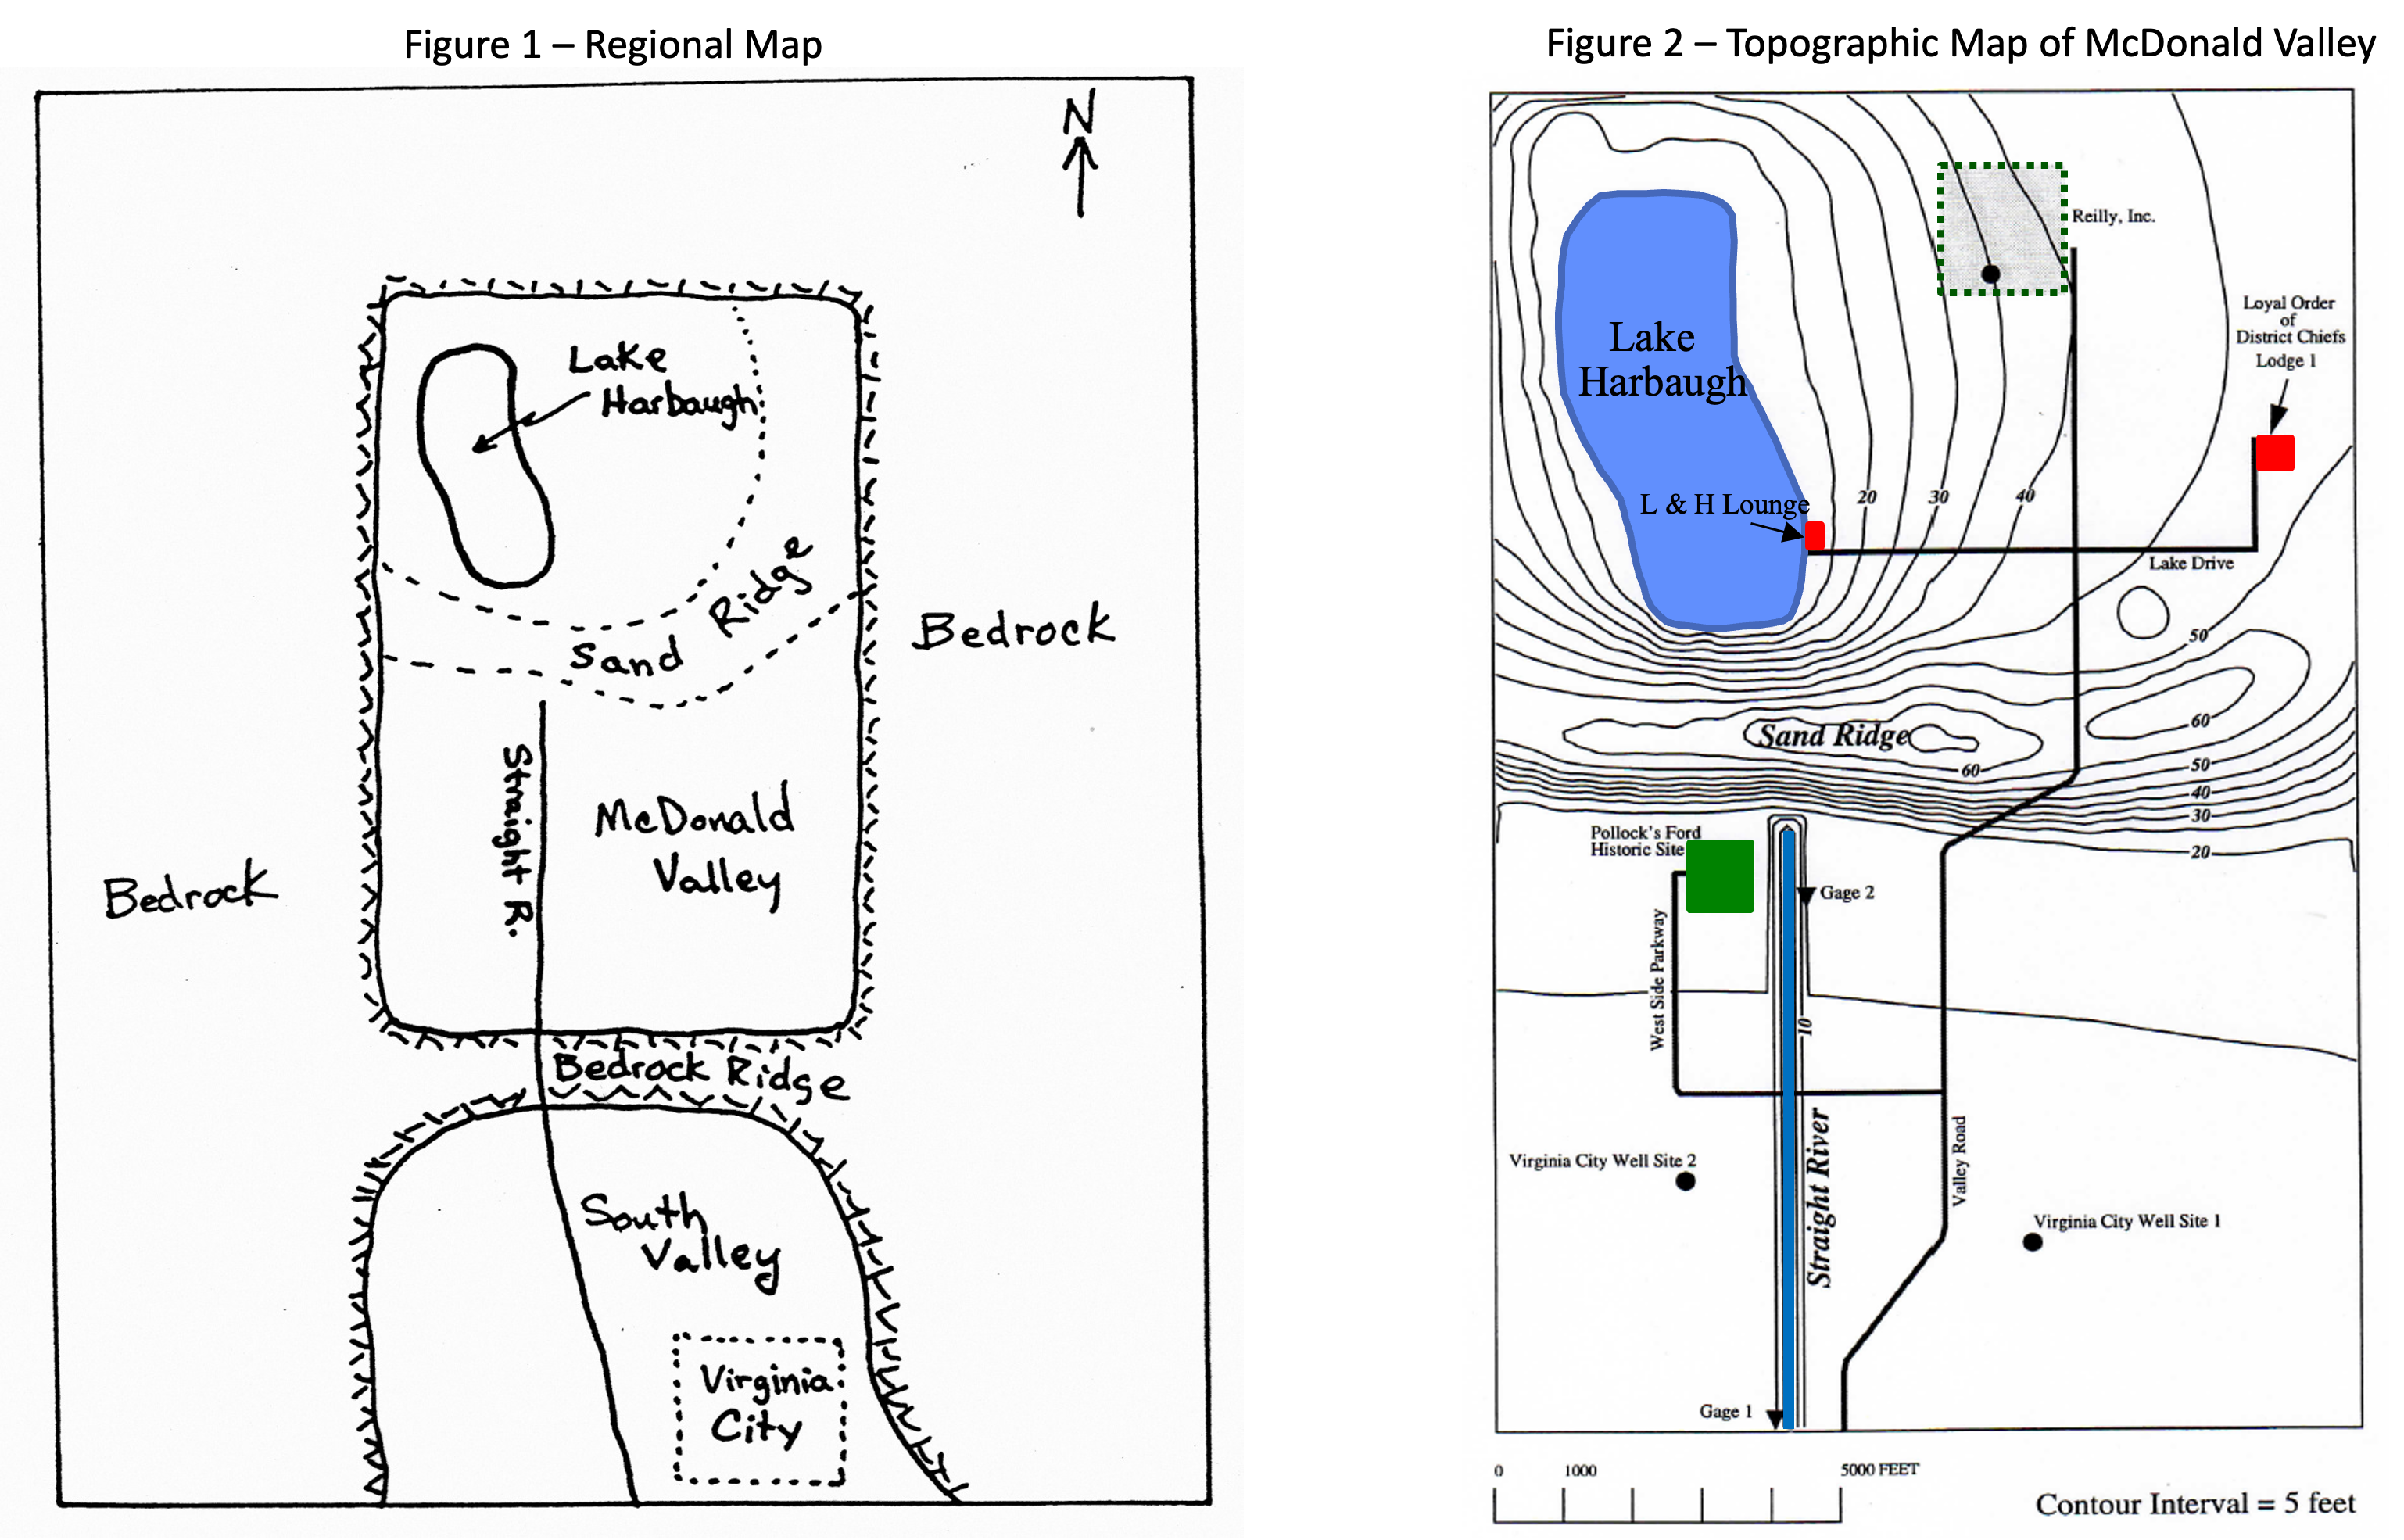 Figure 1 – Regional Map
N
Lake
Harbaugh
Sand Ridge
Bedrock
Straight R.
McDonald
Valley
Bedrock
Bedrock Ridge
South
Valley
Virginia
City
Figure 2 – Topographic Map of McDonald Valley
Reilly, Inc.
Loyal Order
of
District Chiefs
Lodge 1
Lake
Harbaugh
L & H Lounge
20
30
40
Lake Drive
50
60
Sand Ridge
60
50
40
30
20
Pollock's Ford
Historic Site
Gage 2
West Side Parkway
10
Straight River
Valley Road
Virginia City Well Site 2
Virginia City Well Site 1
Gage 1
0 1000 5000 FEET
Contour Interval = 5 feet